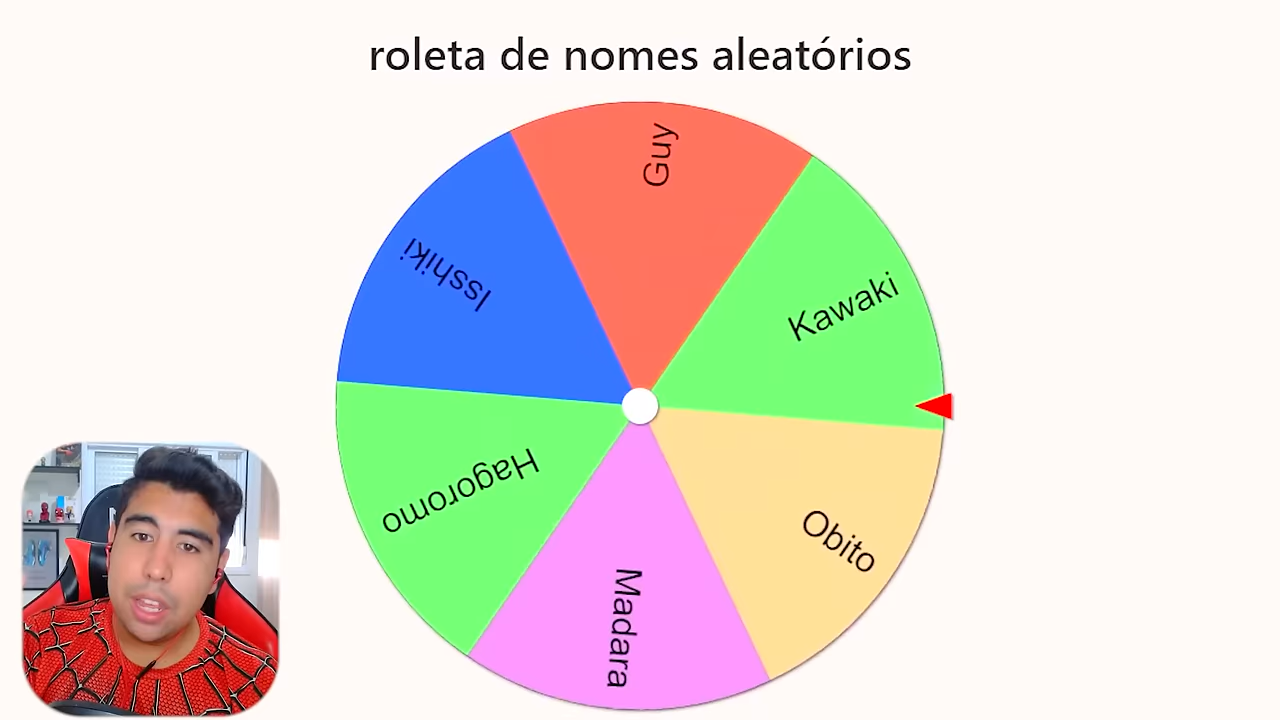 roleta de nomes aleatórios
Guy
Kawaki
Isshiki
Hagoromo
Obito
Madara